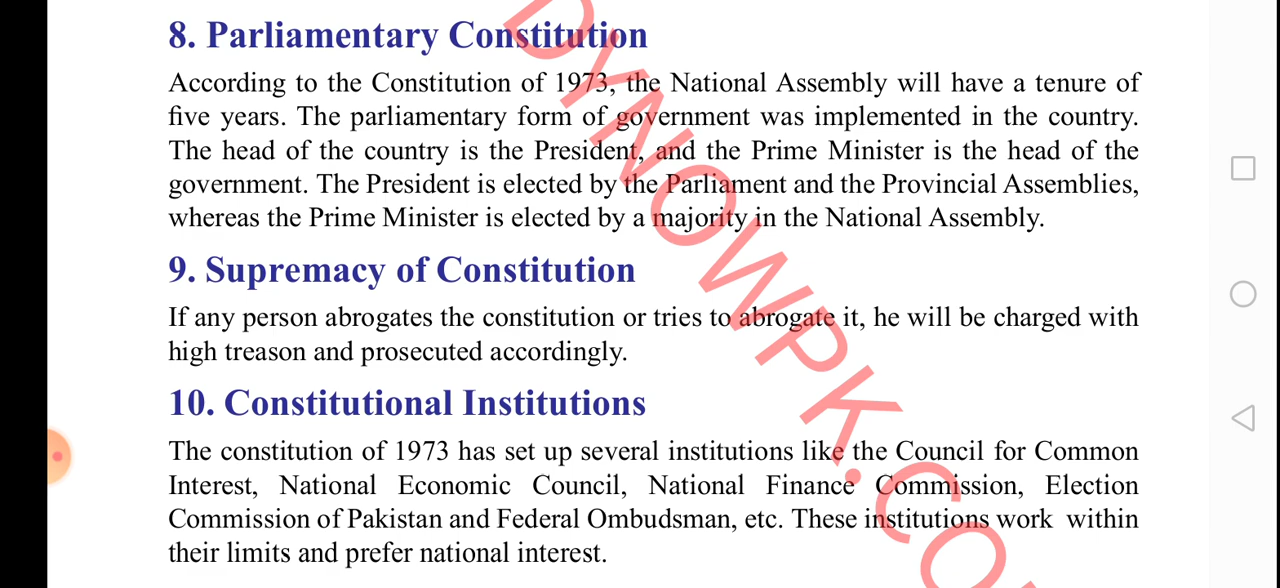 8. Parliamentary Constitution
According to the Constitution of 1973, the National Assembly will have a tenure of
five years. The parliamentary form of government was implemented in the country.
The head of the country is the President, and the Prime Minister is the head of the
government. The President is elected by the Parliament and the Provincial Assemblies,
whereas the Prime Minister is elected by a majority in the National Assembly.
9. Supremacy of Constitution
If any person abrogates the constitution or tries to abrogate it, he will be charged with
high treason and prosecuted accordingly.
10. Constitutional Institutions
The constitution of 1973 has set up several institutions like the Council for Common
Interest, National Economic Council, National Finance Commission, Election
Commission of Pakistan and Federal Ombudsman, etc. These institutions work within
their limits and prefer national interest.
DYNOWPK.CO